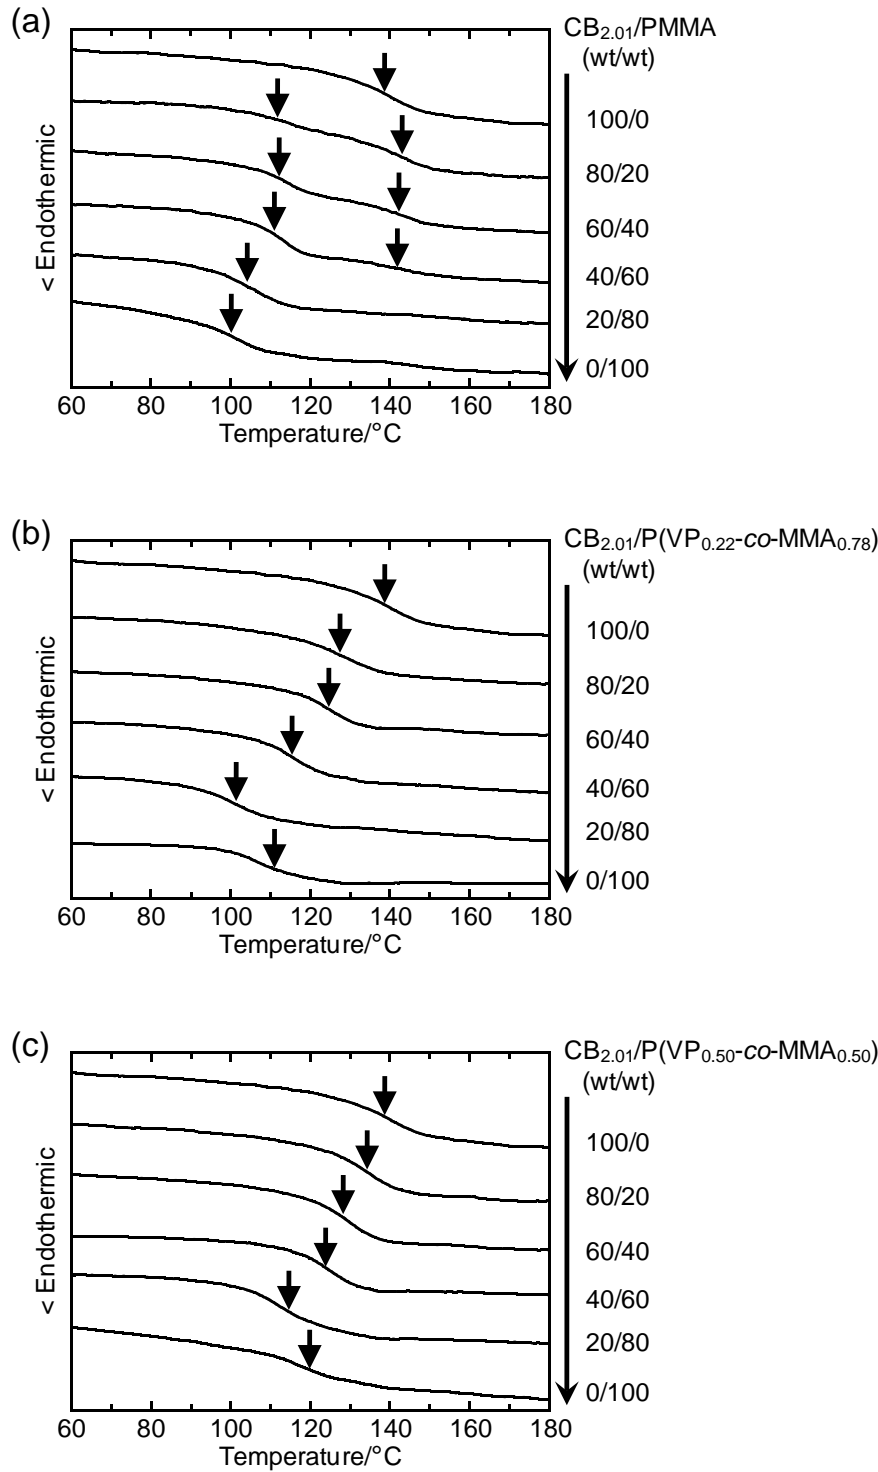 (a)
CB2.01/PMMA
(wt/wt)
100/0
80/20
60/40
40/60
20/80
0/100
< Endothermic
60 80 100 120 140 160 180
Temperature/°C
(b)
CB2.01/P(VP0.22-co-MMA0.78)
(wt/wt)
100/0
80/20
60/40
40/60
20/80
0/100
< Endothermic
60 80 100 120 140 160 180
Temperature/°C
(c)
CB2.01/P(VP0.50-co-MMA0.50)
(wt/wt)
100/0
80/20
60/40
40/60
20/80
0/100
< Endothermic
60 80 100 120 140 160 180
Temperature/°C